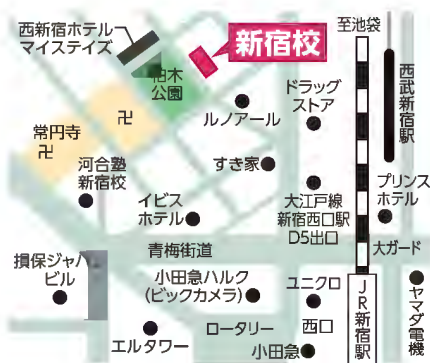 至池袋
西新宿ホテル
マイステイズ
新宿校
柏木
公園
ドラッグ
ストア
西武新宿駅
ルノアール
卍
常円寺
卍
すき家
河合塾
新宿校
プリンス
ホテル
イビス
ホテル
大江戸線
新宿西口駅
D5出口
青梅街道
大ガード
損保ジャパ
ビル
小田急ハルク
(ビックカメラ)
ユニクロ
JR新宿駅
ヤマダ電機
ロータリー
西口
エルタワー
小田急